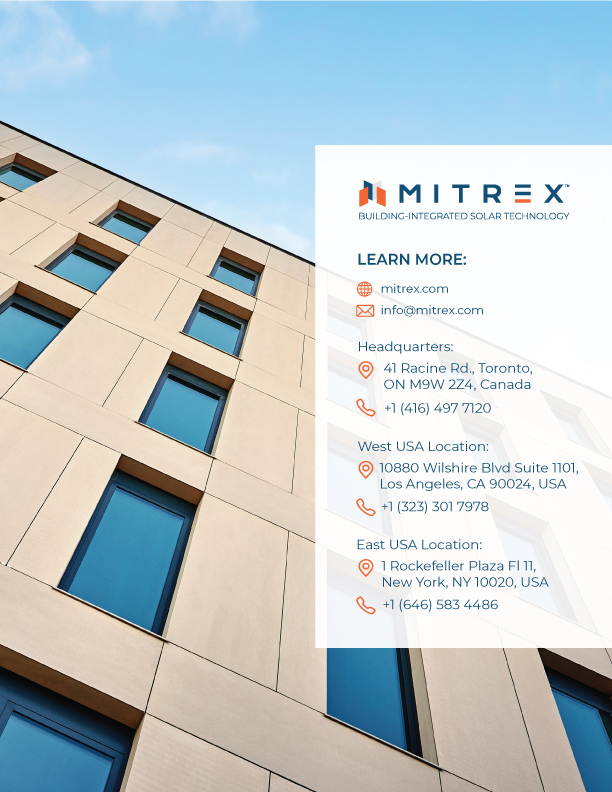 MITREX™
BUILDING-INTEGRATED SOLAR TECHNOLOGY
LEARN MORE:
mitrex.com
info@mitrex.com
Headquarters:
41 Racine Rd., Toronto,
ON M9W 2Z4, Canada
+1 (416) 497 7120
West USA Location:
10880 Wilshire Blvd Suite 1101,
Los Angeles, CA 90024, USA
+1 (323) 301 7978
East USA Location:
1 Rockefeller Plaza Fl 11,
New York, NY 10020, USA
+1 (646) 583 4486